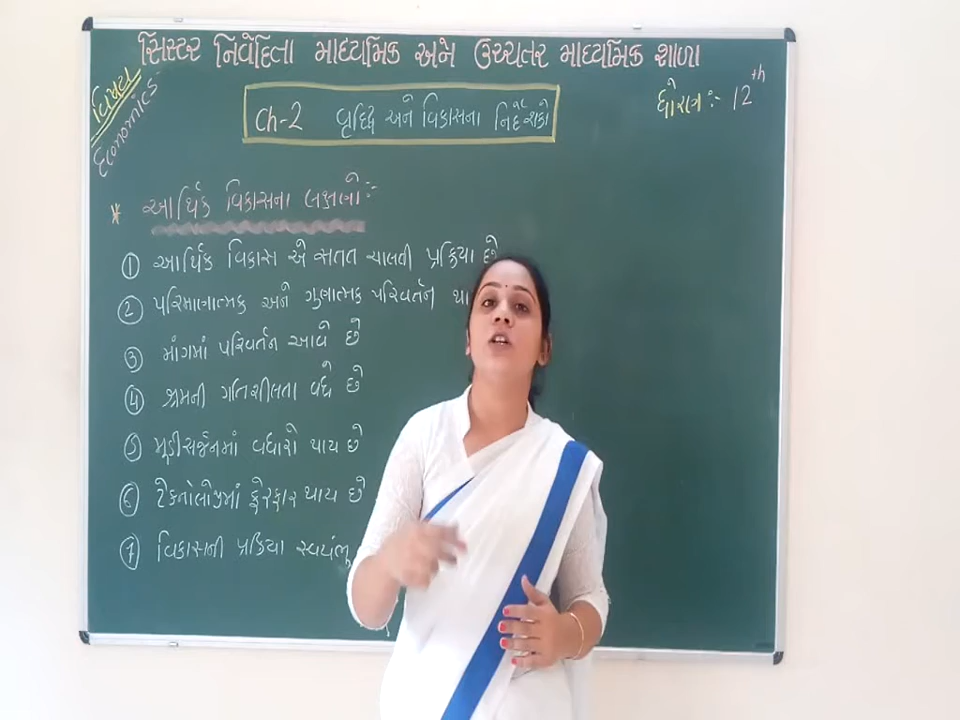 સિસ્ટર નિવેદિતા માધ્યમિક અને ઉચ્ચતર માધ્યમિક શાળા
વિષય
Economics
ધોરણ :- 12th
Ch-2 વૃદ્ધિ અને વિકાસના નિર્દેશકો
* આર્થિક વિકાસના લક્ષણો :-
① આર્થિક વિકાસ એ સતત ચાલતી પ્રક્રિયા છે
② પરિમાણાત્મક અને ગુણાત્મક પરિવર્તન થા
③ માંગમાં પરિવર્તન આવે છે
④ શ્રમની ગતિશીલતા વધે છે
⑤ મૂડીસર્જનમાં વધારો થાય છે
⑥ ટેકનોલોજીમાં ફેરફાર થાય છે
⑦ વિકાસની પ્રક્રિયા સ્વયંભૂ